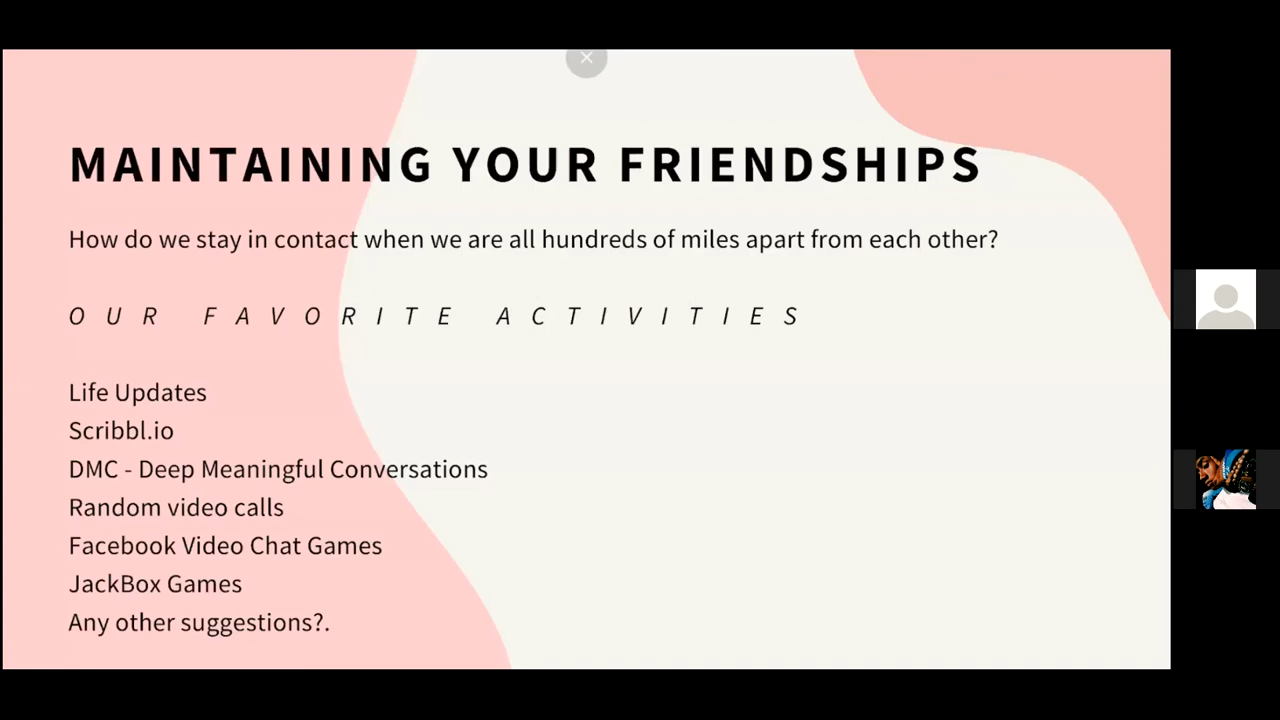 MAINTAINING YOUR FRIENDSHIPS
How do we stay in contact when we are all hundreds of miles apart from each other?
OUR FAVORITE ACTIVITIES
Life Updates
Scribbl.io
DMC - Deep Meaningful Conversations
Random video calls
Facebook Video Chat Games
JackBox Games
Any other suggestions?.